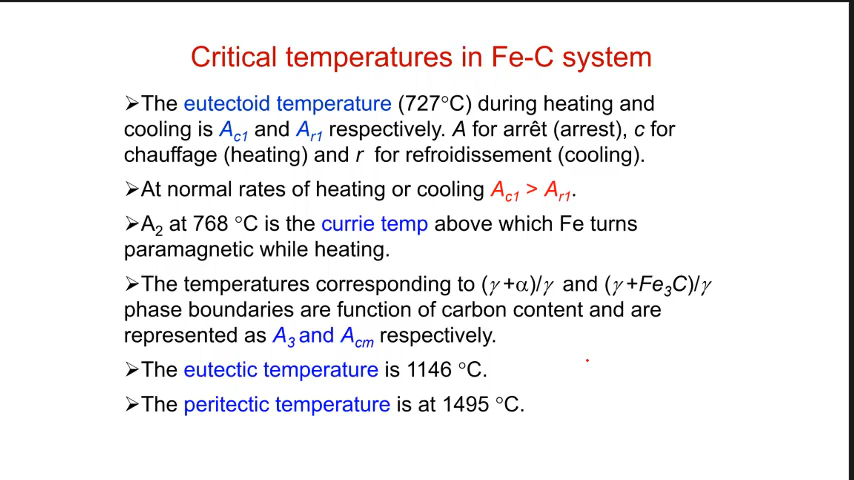 Critical temperatures in Fe-C system
➢The eutectoid temperature (727°C) during heating and
cooling is Ac1 and Ar1 respectively. A for arrêt (arrest), c for
chauffage (heating) and r for refroidissement (cooling).
➢At normal rates of heating or cooling Ac1 > Ar1.
➢A2 at 768 °C is the currie temp above which Fe turns
paramagnetic while heating.
➢The temperatures corresponding to (γ+α)/γ and (γ+Fe3C)/γ
phase boundaries are function of carbon content and are
represented as A3 and Acm respectively.
➢The eutectic temperature is 1146 °C.
➢The peritectic temperature is at 1495 °C.